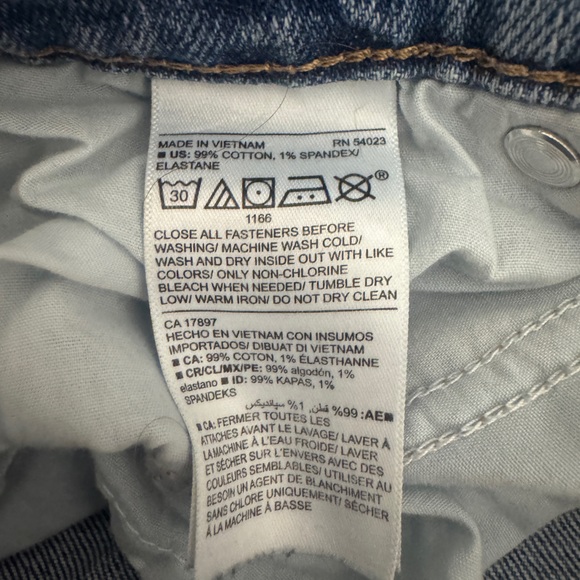 MADE IN VIETNAM RN 54023
■ US: 99% COTTON, 1% SPANDEX/
ELASTANE
30 ®
1166
CLOSE ALL FASTENERS BEFORE
WASHING/ MACHINE WASH COLD/
WASH AND DRY INSIDE OUT WITH LIKE
COLORS/ ONLY NON-CHLORINE
BLEACH WHEN NEEDED/ TUMBLE DRY
LOW/ WARM IRON/ DO NOT DRY CLEAN
CA 17897
HECHO EN VIETNAM CON INSUMOS
IMPORTADOS/ DIBUAT DI VIETNAM
■ CA: 99% COTON, 1% ÉLASTHANNE
■ CR/CL/MX/PE: 99% algodón, 1%
elastano ■ ID: 99% KAPAS, 1%
SPANDEKS
■ AE: 99% قطن, 1% سپانديكس
■ CA: FERMER TOUTES LES
ATTACHES AVANT LE LAVAGE/ LAVER À
LA MACHINE À L'EAU FROIDE/ LAVER
ET SÉCHER SUR L'ENVERS AVEC DES
COULEURS SEMBLABLES/ UTILISER AU
BESOIN UN AGENT DE BLANCHIMENT
SANS CHLORE UNIQUEMENT/ SÉCHER
À LA MACHINE À BASSE